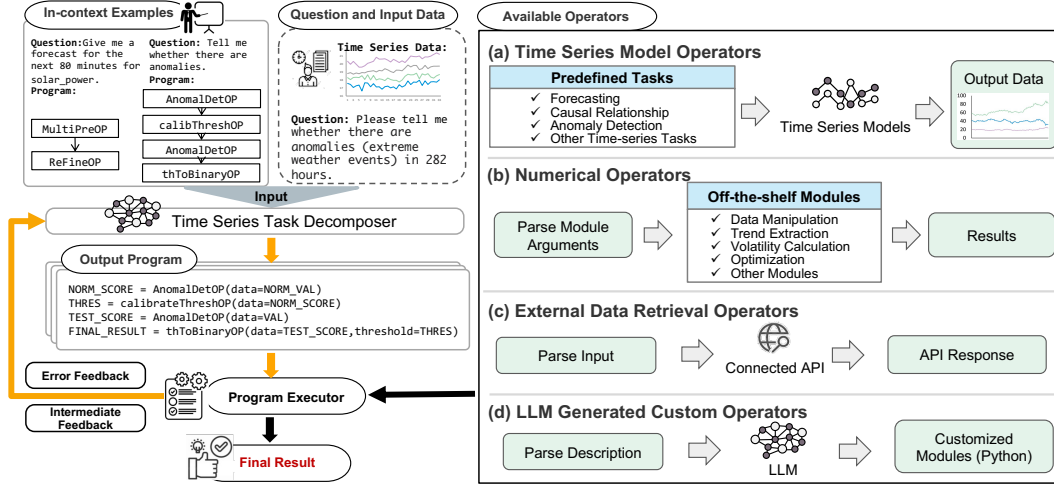 In-context Examples
Question:Give me a
forecast for the
next 80 minutes for
solar_power.
Program:
MultiPreOP
ReFineOP
Question: Tell me
whether there are
anomalies.
Program:
AnomalDetOP
calibThreshOP
AnomalDetOP
thToBinaryOP
Question and Input Data
Time Series Data:
Question: Please tell me
whether there are
anomalies (extreme
weather events) in 282
hours.
Input
Time Series Task Decomposer
Output Program
NORM_SCORE = AnomalDetOP(data=NORM_VAL)
THRES = calibrateThreshOP(data=NORM_SCORE)
TEST_SCORE = AnomalDetOP(data=VAL)
FINAL_RESULT = thToBinaryOP(data=TEST_SCORE,threshold=THRES)
Error Feedback
Intermediate
Feedback
Program Executor
Final Result
Available Operators
(a) Time Series Model Operators
Predefined Tasks
✓ Forecasting
✓ Causal Relationship
✓ Anomaly Detection
✓ Other Time-series Tasks
Time Series Models
Output Data
100
80
60
40
20
0
(b) Numerical Operators
Parse Module
Arguments
Off-the-shelf Modules
✓ Data Manipulation
✓ Trend Extraction
✓ Volatility Calculation
✓ Optimization
✓ Other Modules
Results
(c) External Data Retrieval Operators
Parse Input
Connected API
API Response
(d) LLM Generated Custom Operators
Parse Description
LLM
Customized
Modules (Python)